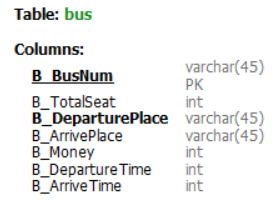 Table: bus
Columns:
B_BusNum varchar(45) PK
B_TotalSeat int
B_DeparturePlace varchar(45)
B_ArrivePlace varchar(45)
B_Money int
B_DepartureTime int
B_ArriveTime int